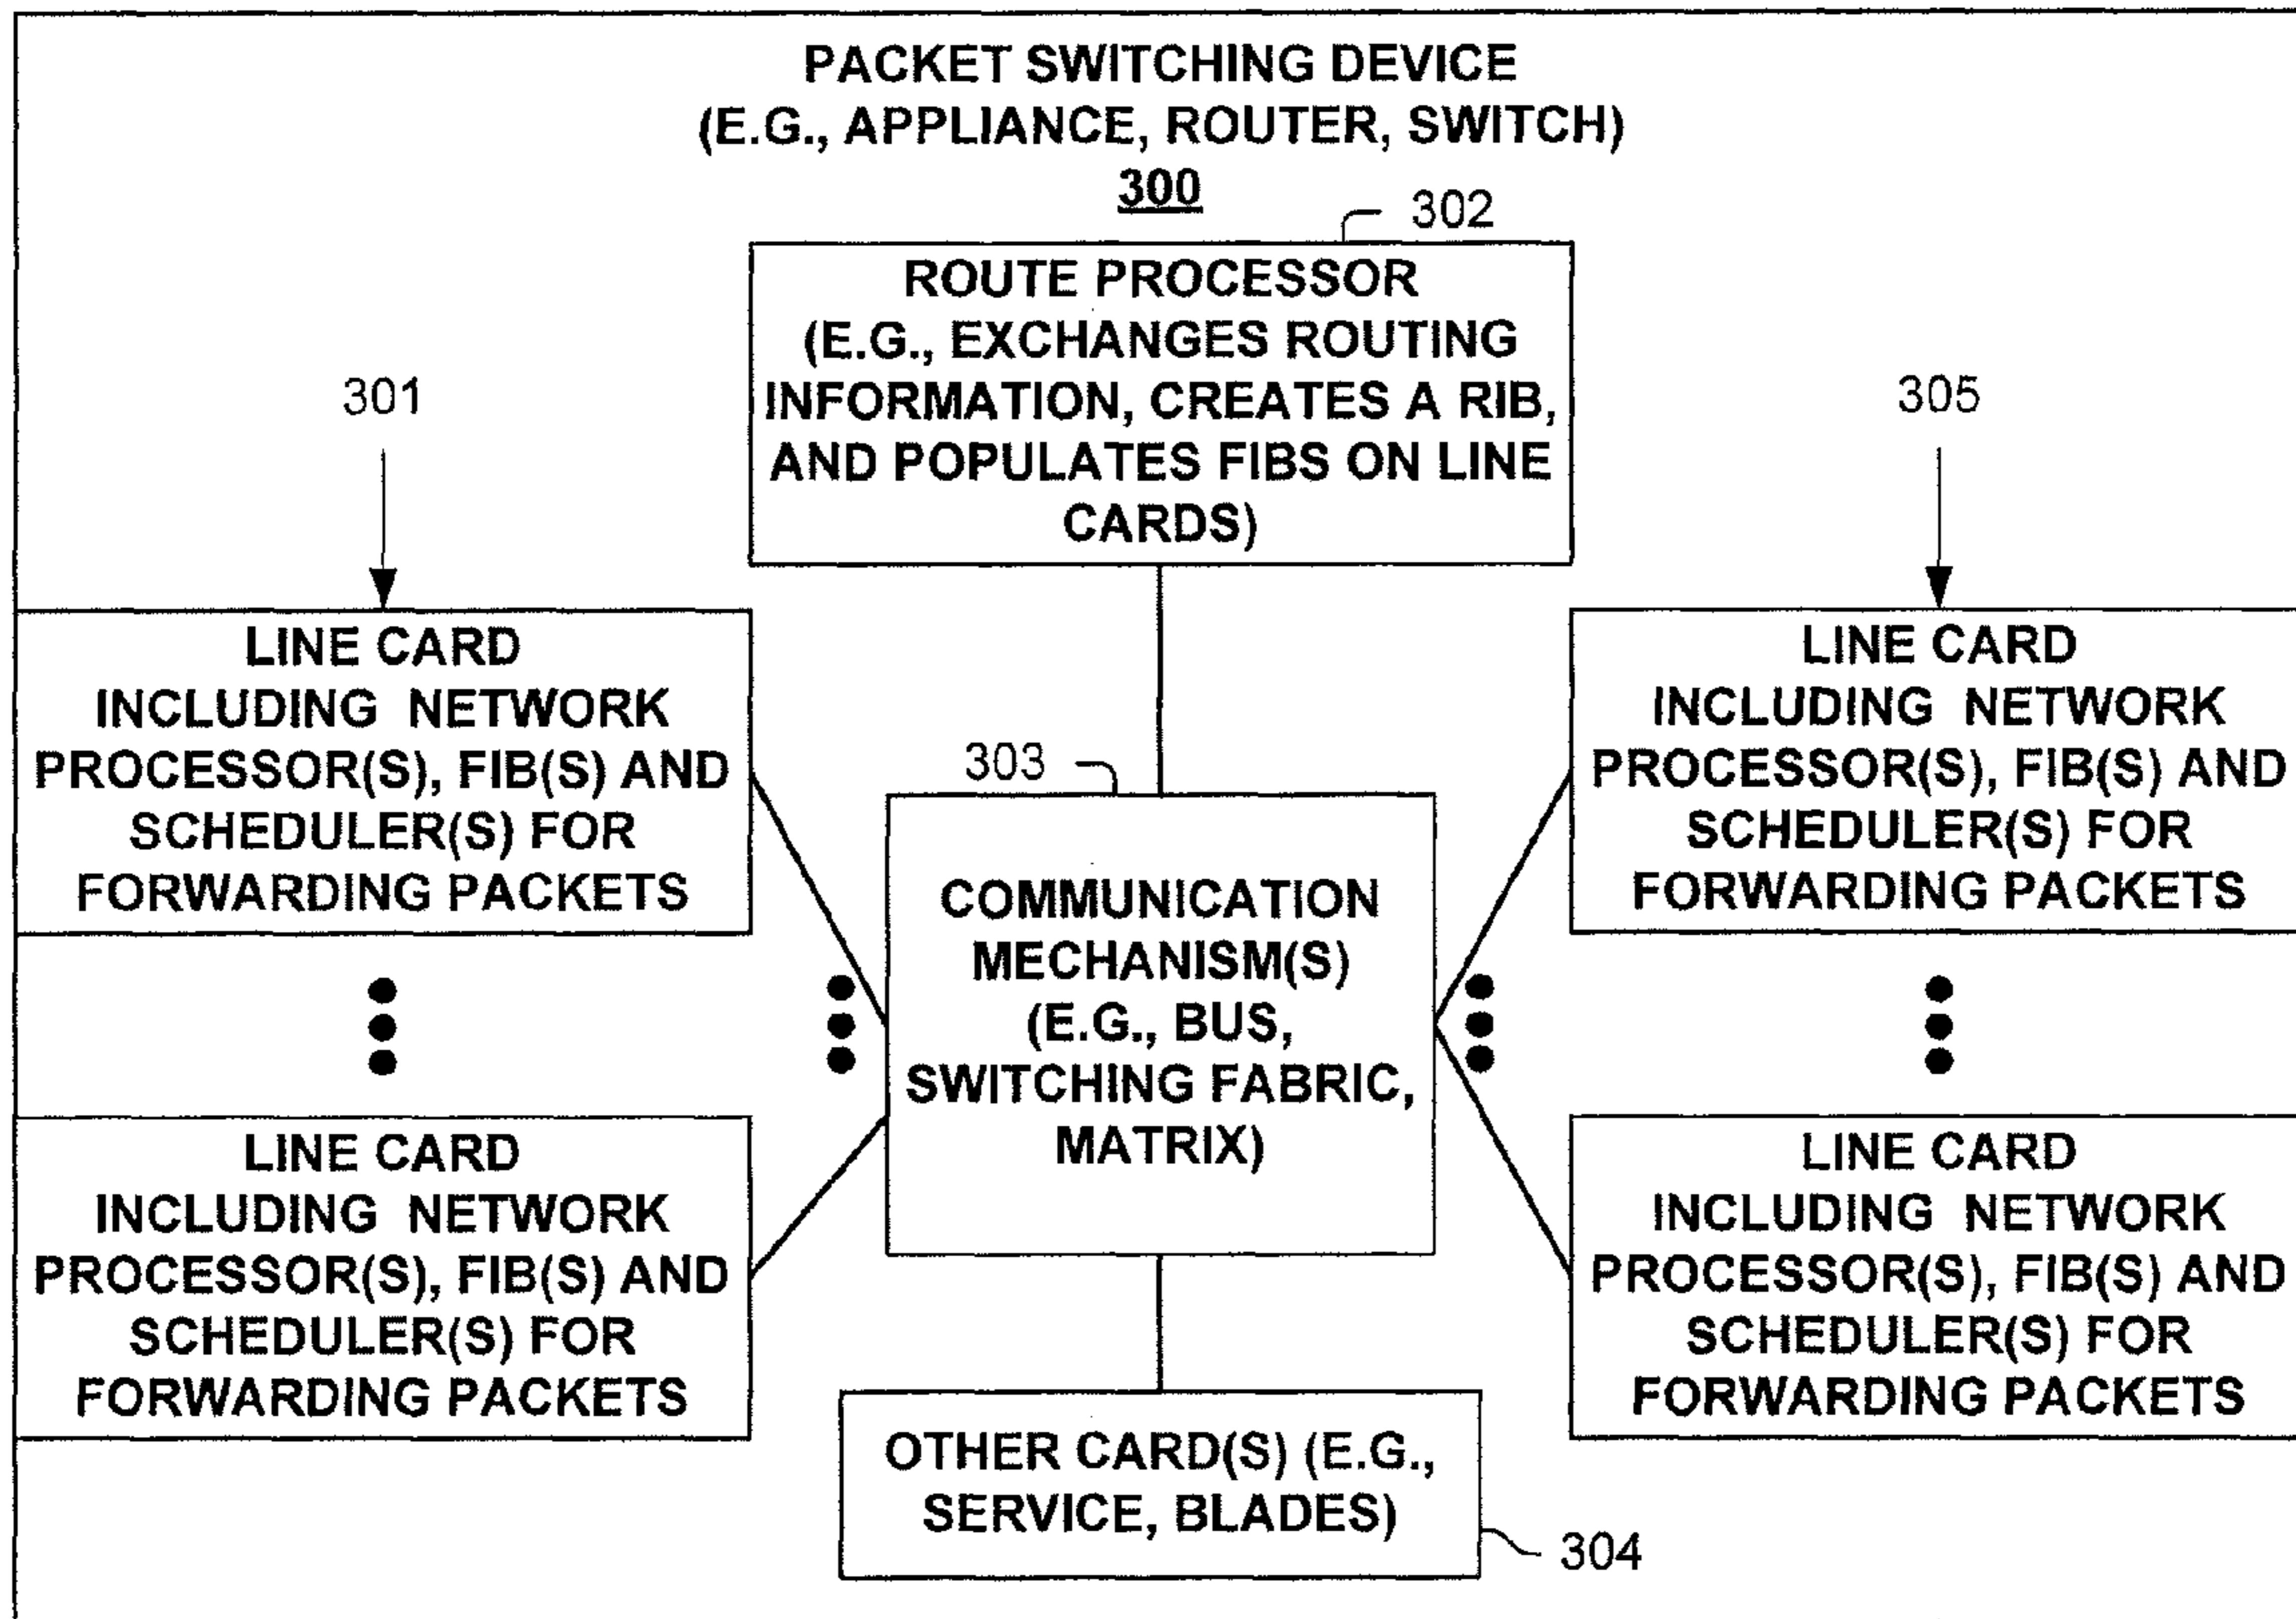 PACKET SWITCHING DEVICE
(E.G., APPLIANCE, ROUTER, SWITCH)
300
302
ROUTE PROCESSOR
(E.G., EXCHANGES ROUTING
INFORMATION, CREATES A RIB,
AND POPULATES FIBS ON LINE
CARDS)
301
305
LINE CARD
INCLUDING NETWORK
PROCESSOR(S), FIB(S) AND
SCHEDULER(S) FOR
FORWARDING PACKETS
LINE CARD
INCLUDING NETWORK
PROCESSOR(S), FIB(S) AND
SCHEDULER(S) FOR
FORWARDING PACKETS
303
COMMUNICATION
MECHANISM(S)
(E.G., BUS,
SWITCHING FABRIC,
MATRIX)
LINE CARD
INCLUDING NETWORK
PROCESSOR(S), FIB(S) AND
SCHEDULER(S) FOR
FORWARDING PACKETS
LINE CARD
INCLUDING NETWORK
PROCESSOR(S), FIB(S) AND
SCHEDULER(S) FOR
FORWARDING PACKETS
OTHER CARD(S) (E.G.,
SERVICE, BLADES)
304